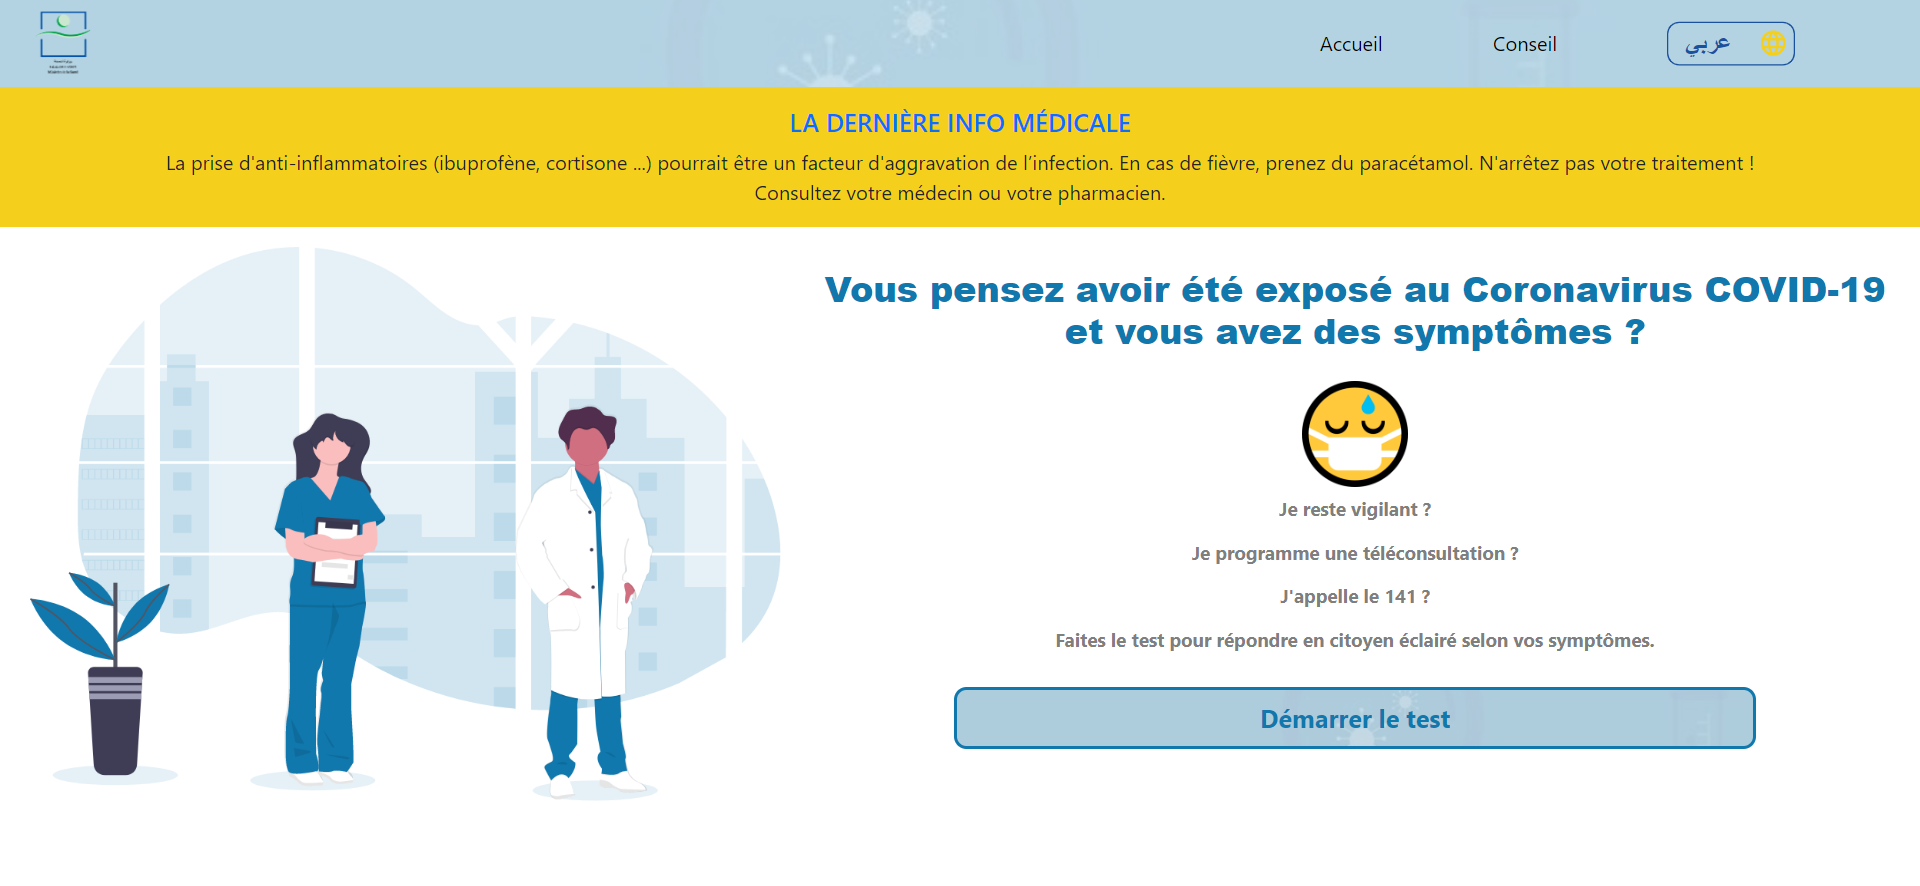 Accueil
Conseil
عربي
LA DERNIÈRE INFO MÉDICALE
La prise d'anti-inflammatoires (ibuprofène, cortisone ...) pourrait être un facteur d'aggravation de l’infection. En cas de fièvre, prenez du paracétamol. N'arrêtez pas votre traitement !
Consultez votre médecin ou votre pharmacien.
Vous pensez avoir été exposé au Coronavirus COVID-19
et vous avez des symptômes ?
Je reste vigilant ?
Je programme une téléconsultation ?
J'appelle le 141 ?
Faites le test pour répondre en citoyen éclairé selon vos symptômes.
Démarrer le test